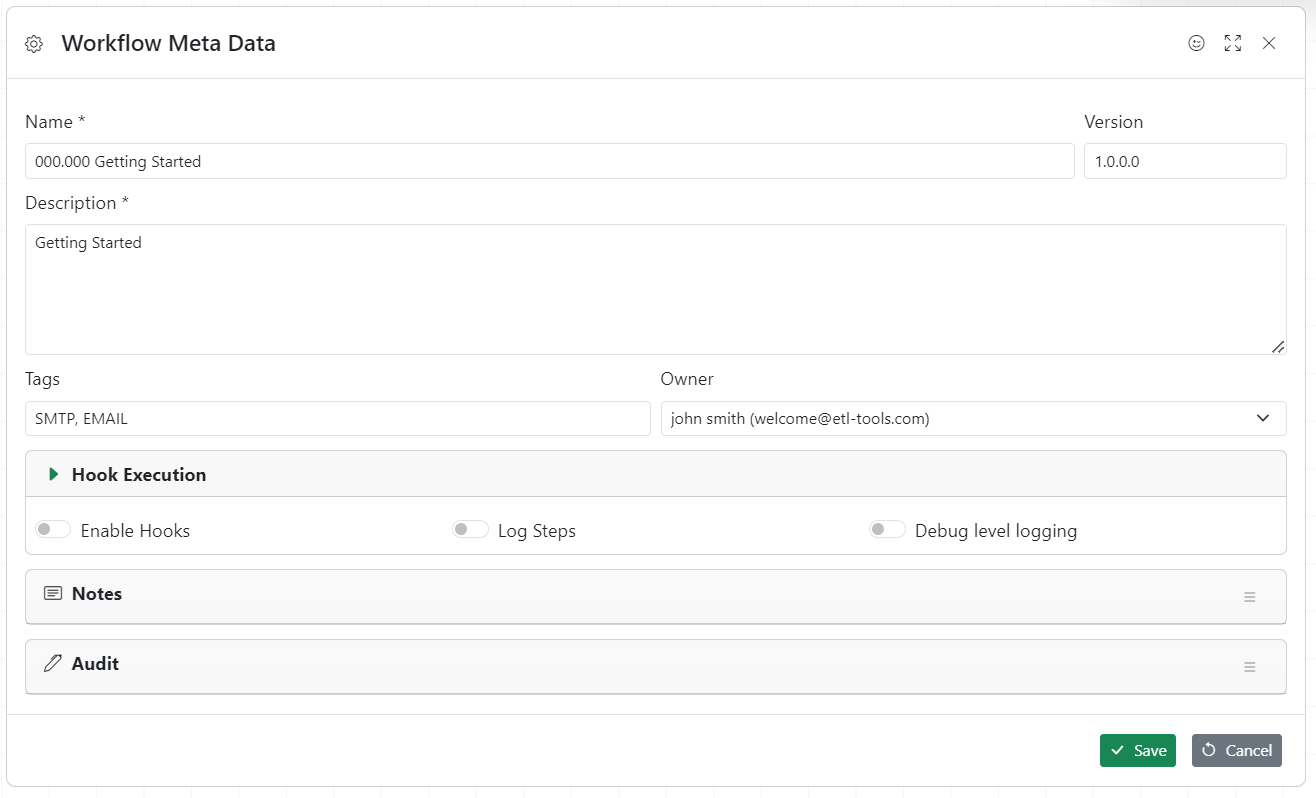 Workflow Meta Data
Name * Version
000.000 Getting Started 1.0.0.0
Description *
Getting Started
Tags Owner
SMTP, EMAIL john smith (welcome@etl-tools.com)
Hook Execution
Enable Hooks Log Steps Debug level logging
Notes
Audit
Save Cancel